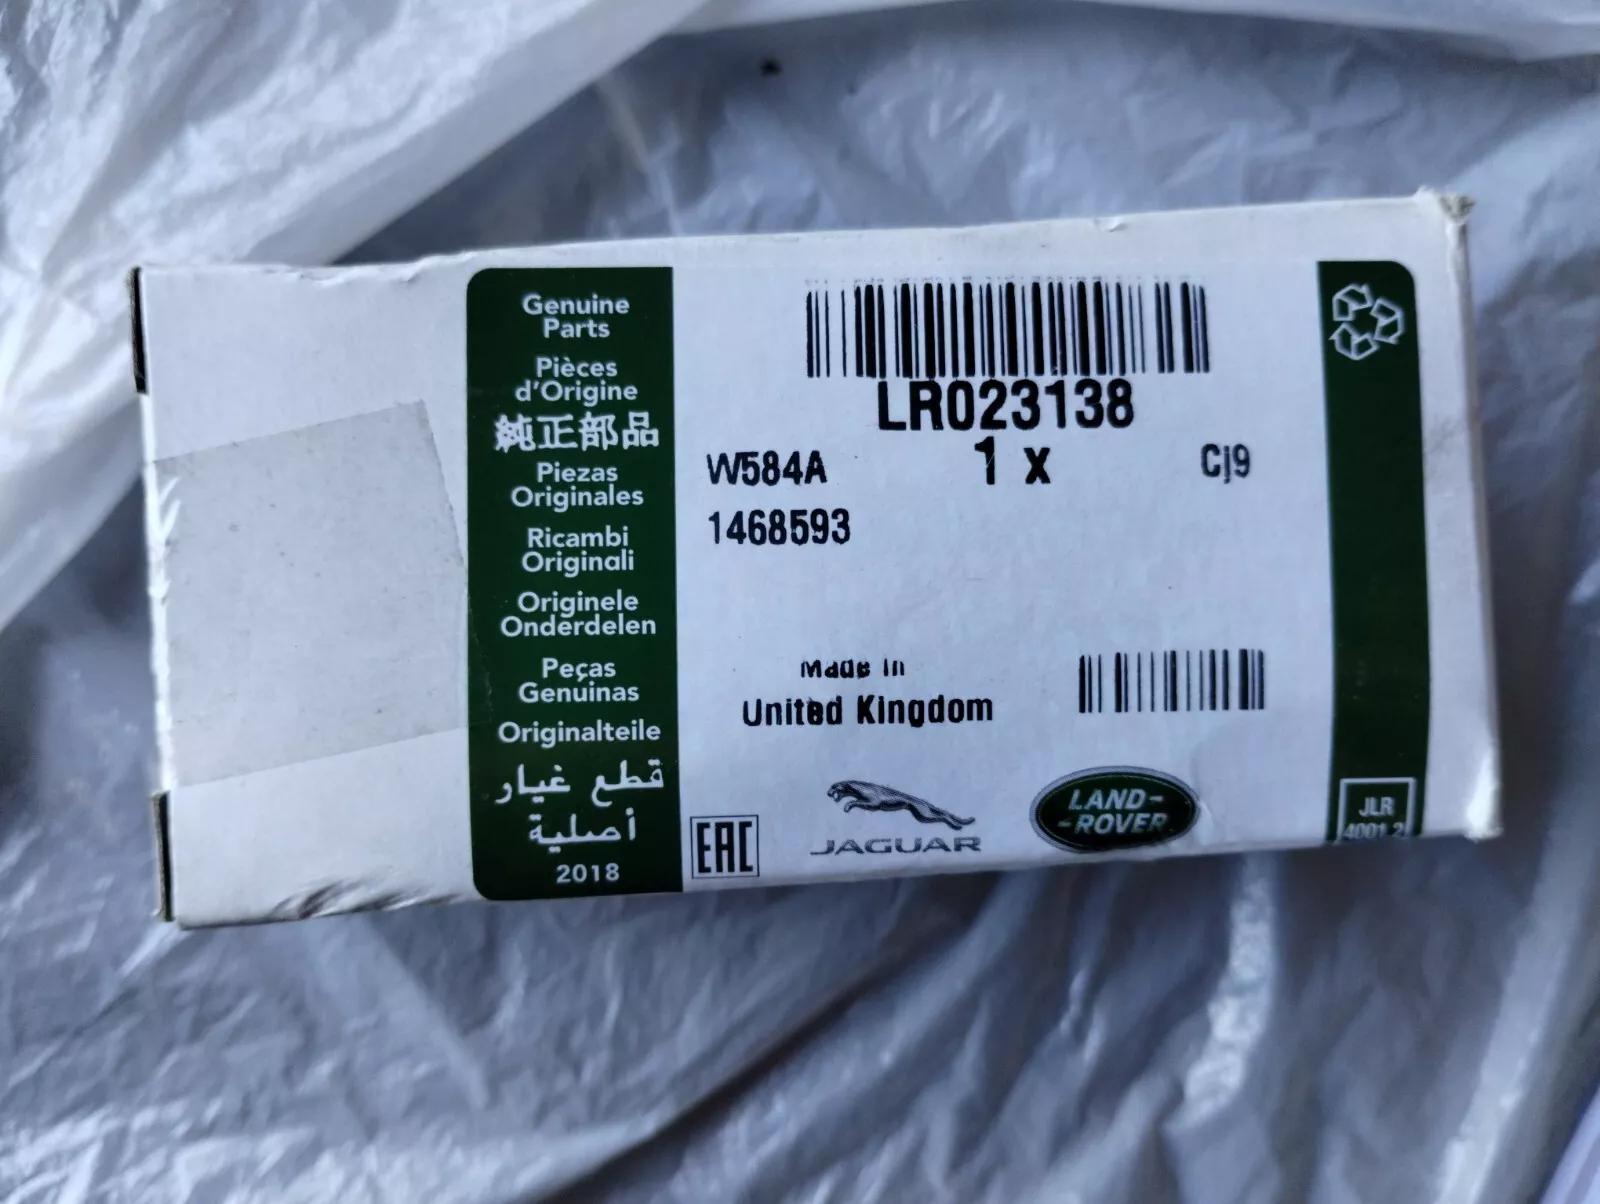 Genuine
Parts
Pièces
d'Origine
純正部品
Piezas
Originales
Ricambi
Originali
Originele
Onderdelen
Peças
Genuinas
Originalteile
قطع غيار
أصلية
2018
LR023138
W584A
1 x
Cj9
1468593
Made in
United Kingdom
EAC
JAGUAR
LAND-
-ROVER
JLR
4001.2